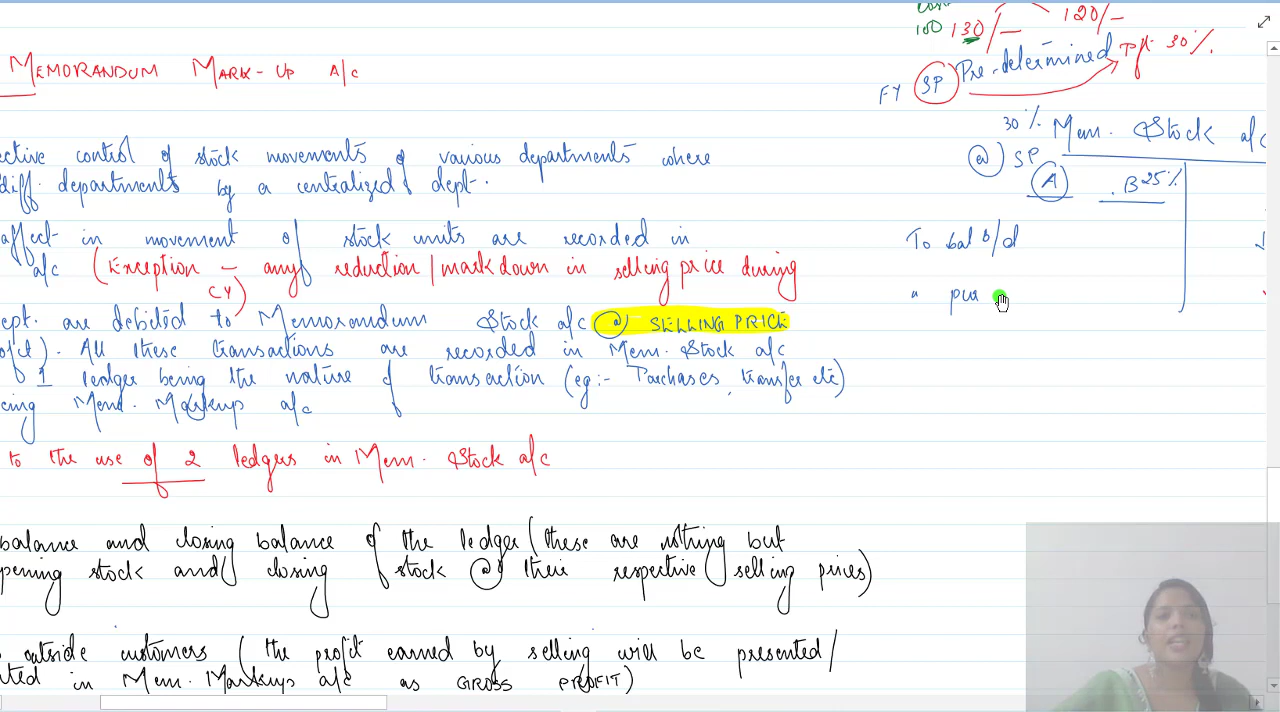 MEMORANDUM MARK-UP A/c
ective control of stock movements of various departments where
diff. departments by a centralized dept.
affect in movement of stock units are recorded in
a/c (Exception - any reduction/markdown in selling price during
CY)
ept. are debited to Memorandum Stock a/c @ SELLING PRICE
ofit). All these transactions are recorded in Mem. Stock a/c
1 ledger being the nature of transaction (eg:- Purchases, transfer etc)
cing Mem. Markup a/c
to the use of 2 ledgers in Mem. Stock a/c
balance and closing balance of the ledger (these are nothing but
pening stock and closing stock @ their respective selling prices)
outside customers (the profit earned by selling will be presented/
ted in Mem. Markups a/c as GROSS PROFIT)
100 130/- 120/-
Pre-determined 30%.
FY SP
30%. Mem. Stock a/c
@ SP
A B 25%
To bal b/d
" pur